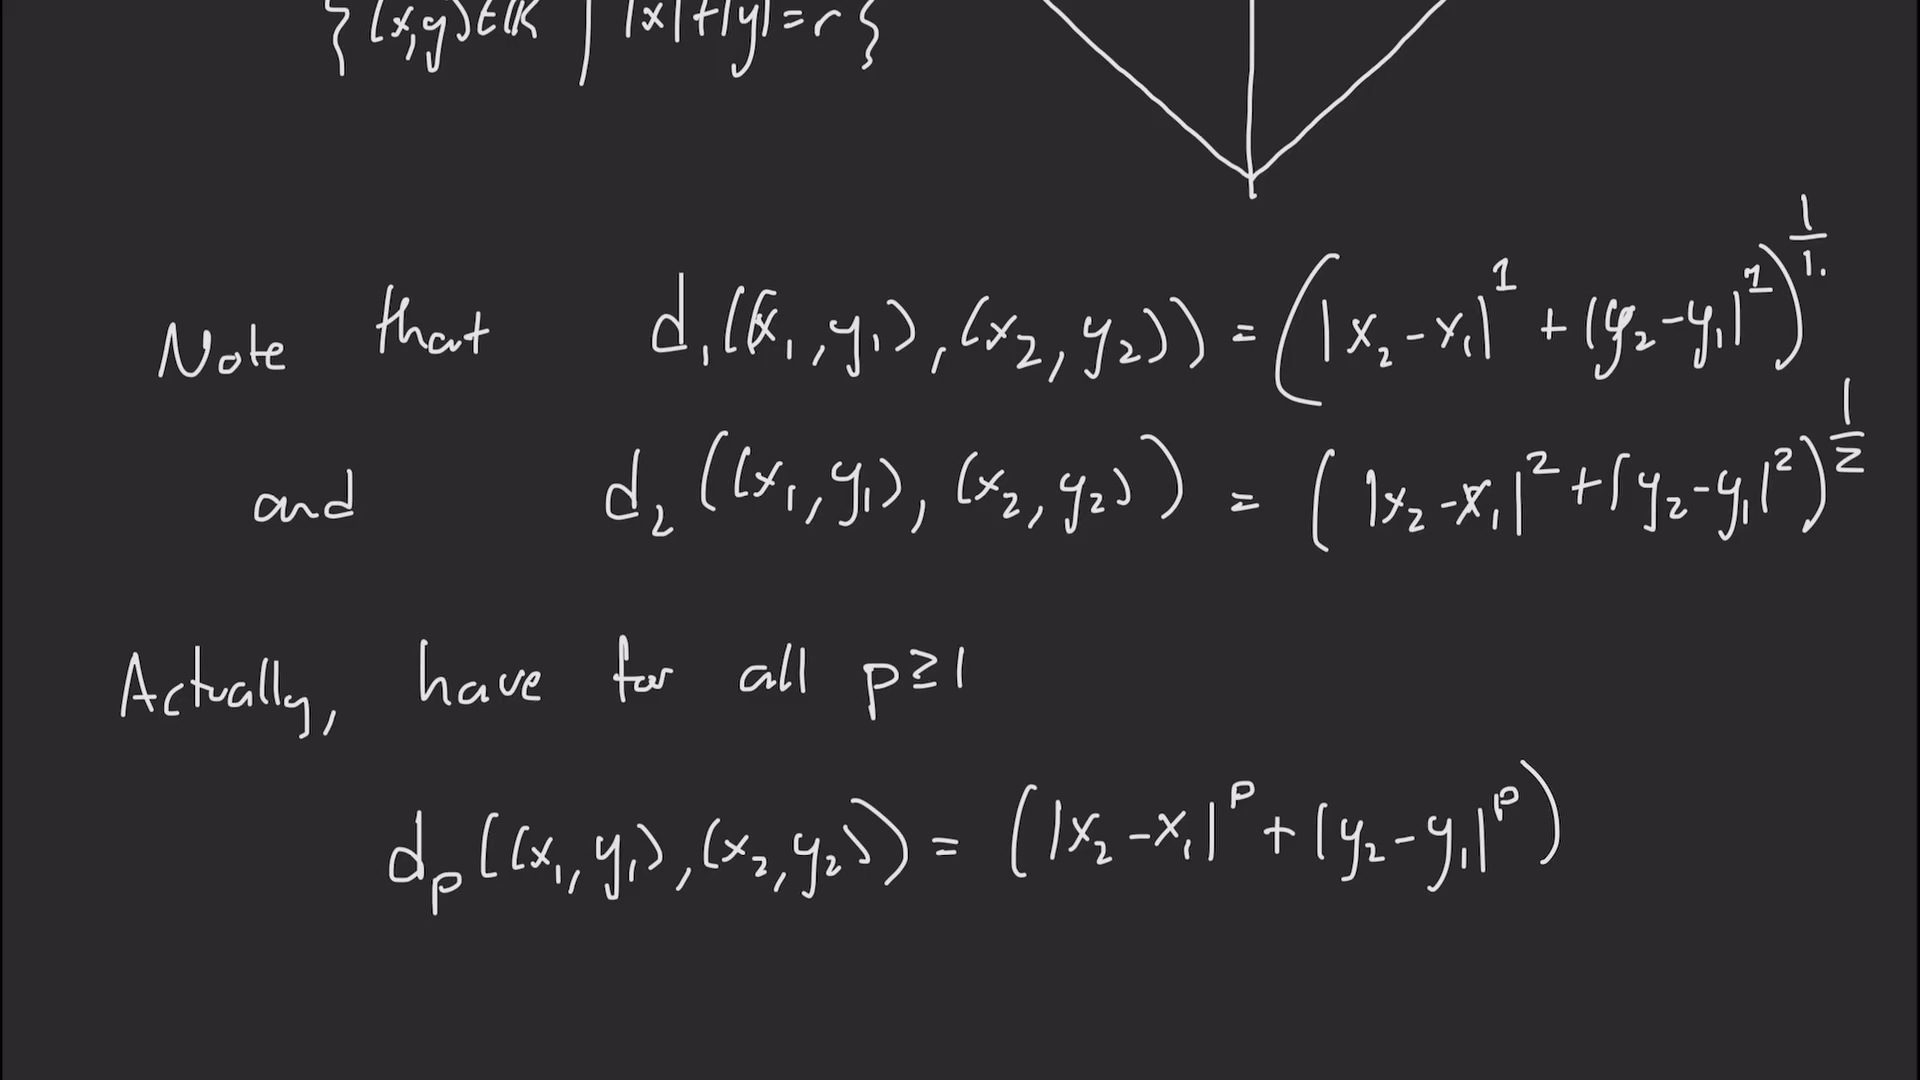 {(x,y)∈ℝ | |x|+|y|=r}
Note that d₁((x₁,y₁),(x₂,y₂)) = (|x₂-x₁|¹ + |y₂-y₁|¹)^(1/1)
and d₂((x₁,y₁),(x₂,y₂)) = (|x₂-x₁|² + |y₂-y₁|²)^(1/2)
Actually, have for all p≥1
dₚ((x₁,y₁),(x₂,y₂)) = (|x₂-x₁|ᵖ + |y₂-y₁|ᵖ)